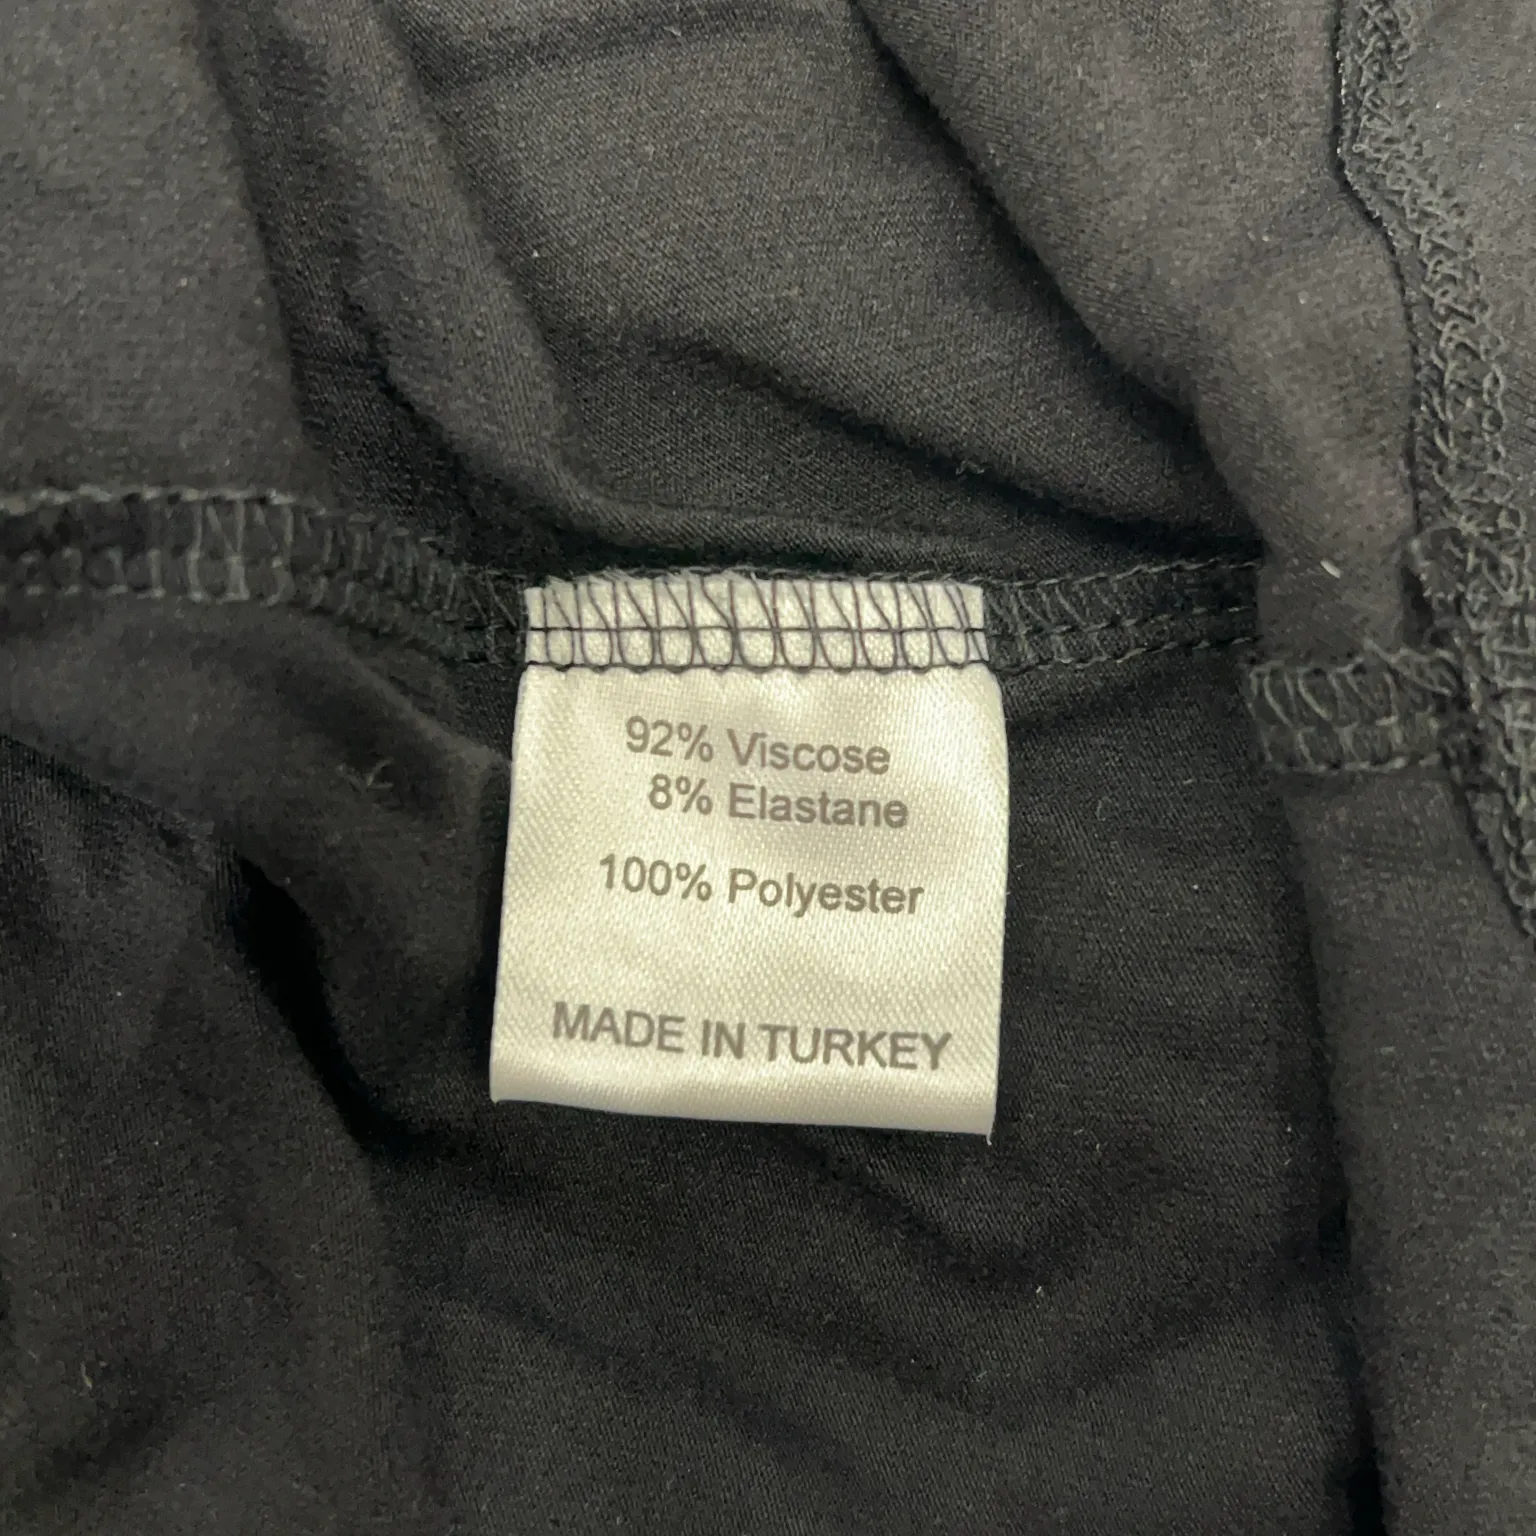 92% Viscose
8% Elastane
100% Polyester
MADE IN TURKEY